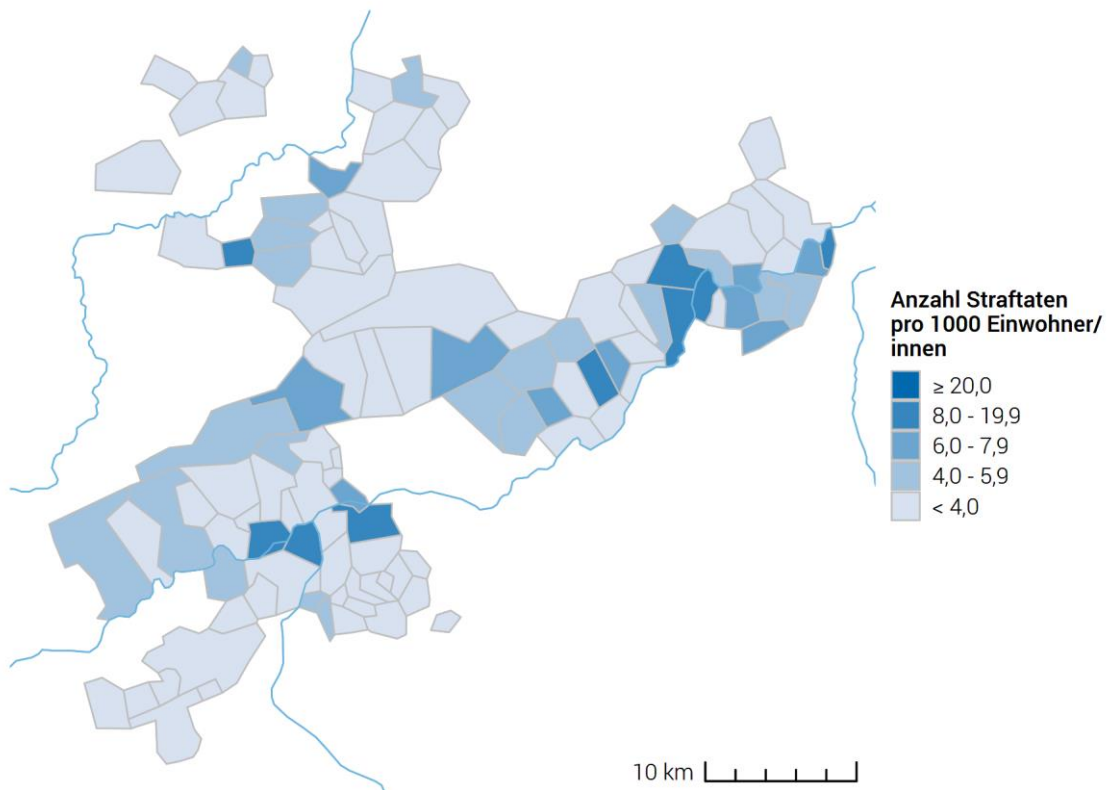 Anzahl Straftaten
pro 1000 Einwohner/
innen
≥ 20,0
8,0 - 19,9
6,0 - 7,9
4,0 - 5,9
< 4,0
10 km